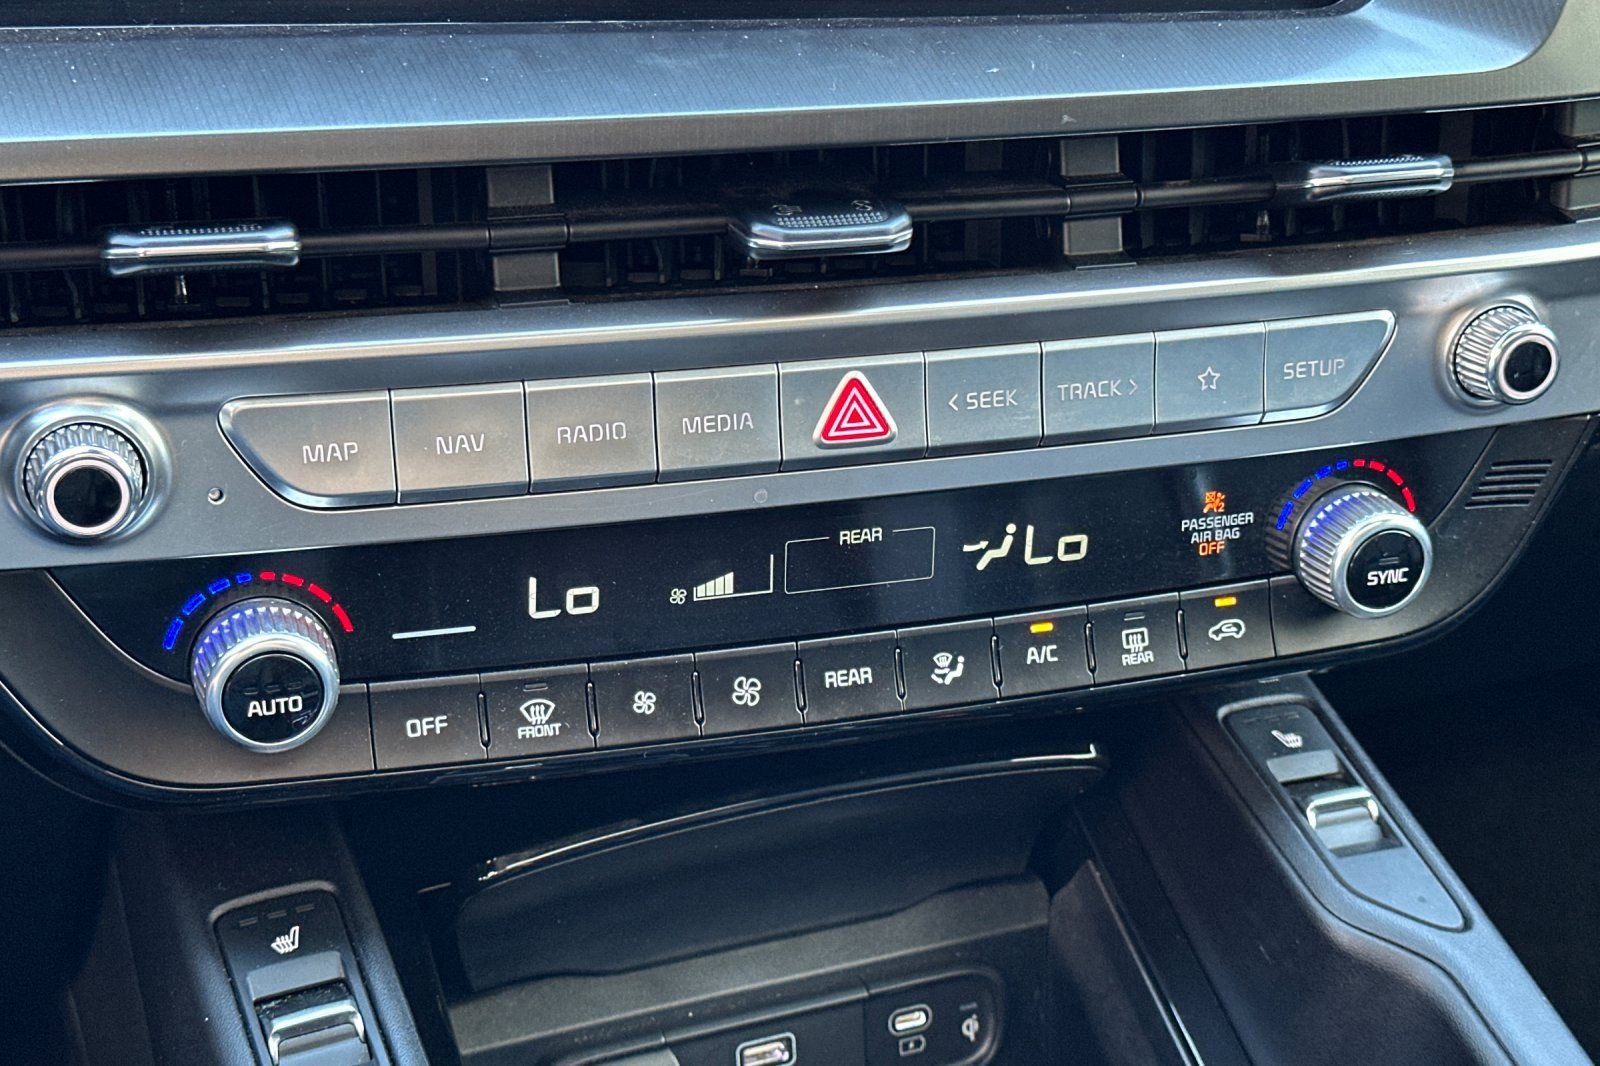 MAP
NAV
RADIO
MEDIA
< SEEK
TRACK >
SETUP
Lo
REAR
Lo
2
PASSENGER
AIR BAG
OFF
AUTO
SYNC
OFF
FRONT
REAR
A/C
REAR